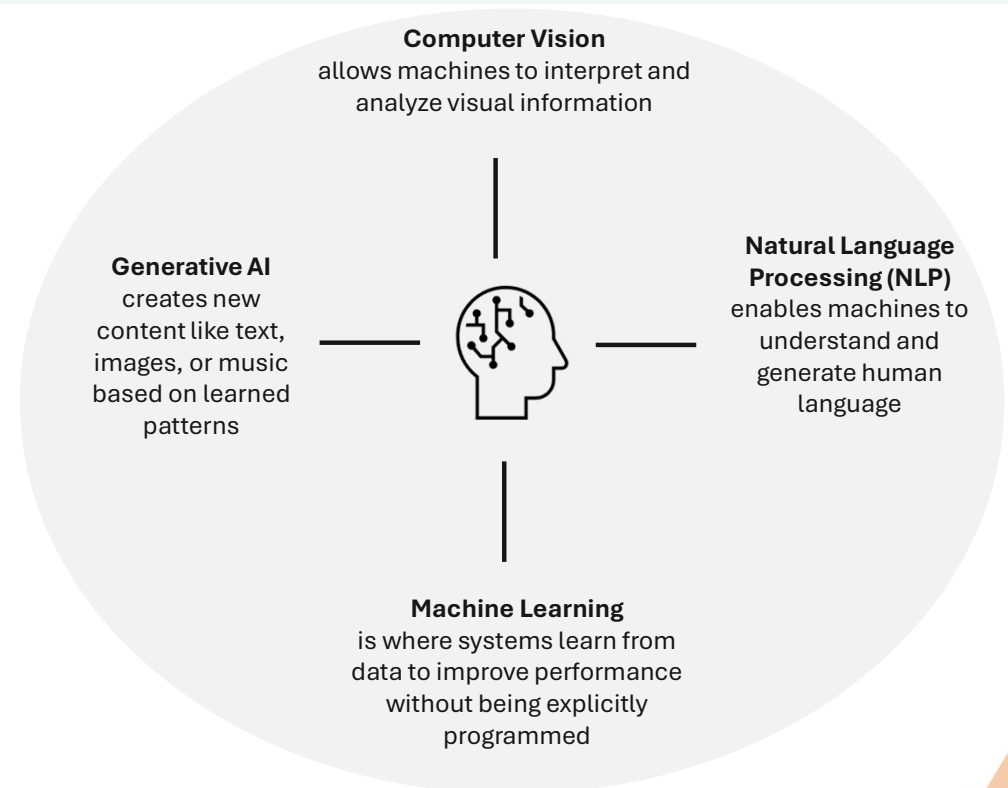 Computer Vision
allows machines to interpret and
analyze visual information
Generative AI
creates new
content like text,
images, or music
based on learned
patterns
Natural Language
Processing (NLP)
enables machines to
understand and
generate human
language
Machine Learning
is where systems learn from
data to improve performance
without being explicitly
programmed